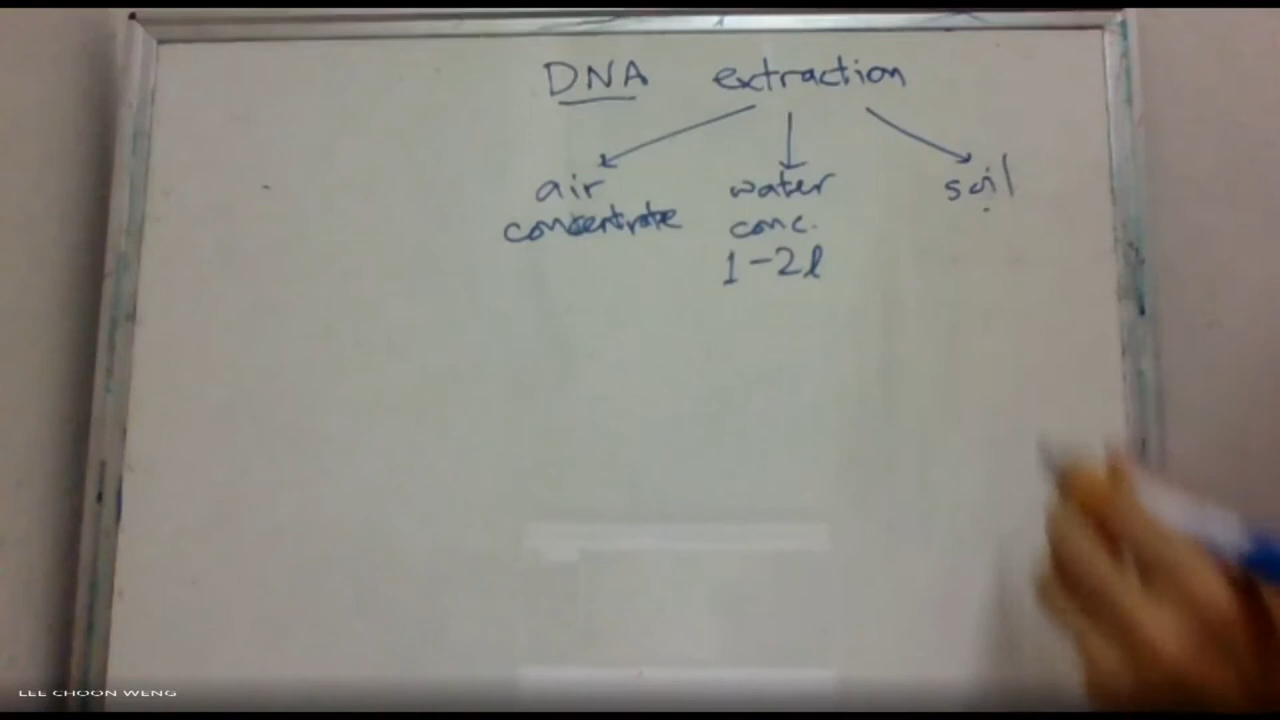 DNA extraction
air water soil
concentrate conc.
1-2l
LEE CHOON WENG